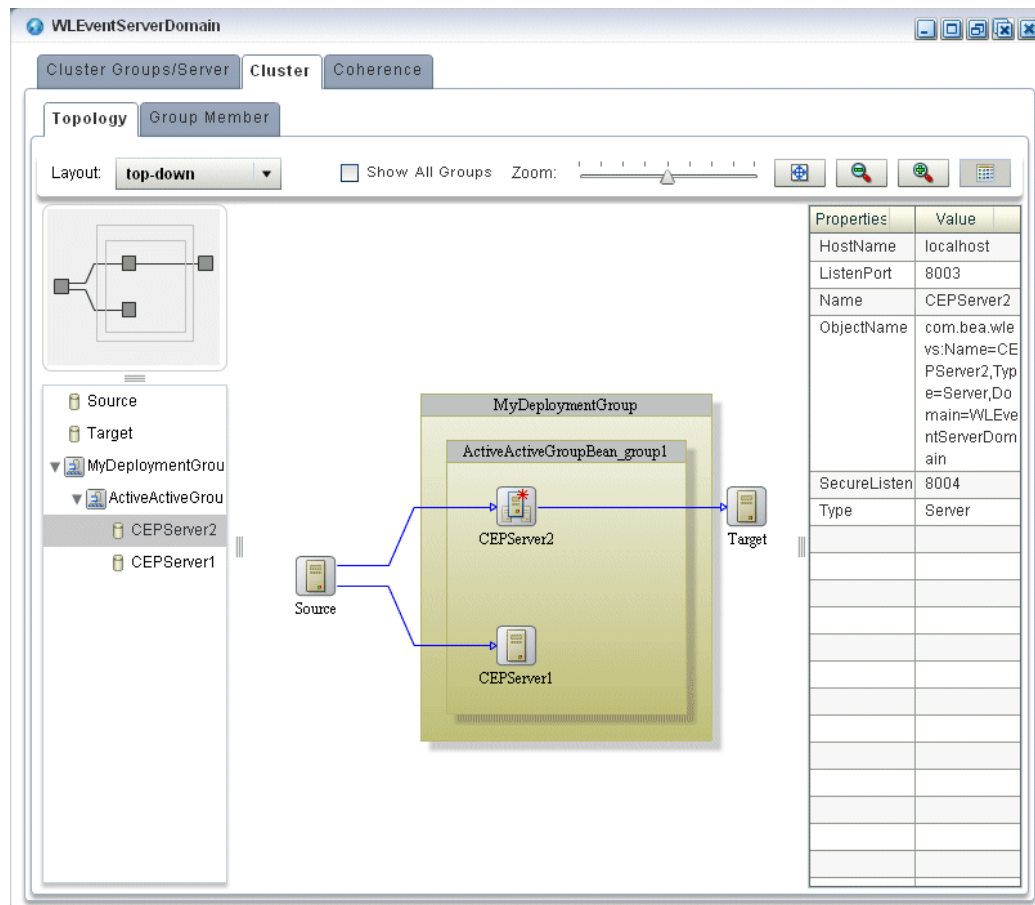 WLEventServerDomain
Cluster Groups/Server Cluster Coherence
Topology Group Member
Layout: top-down Show All Groups Zoom:
Source
Target
MyDeploymentGrou
ActiveActiveGrou
CEPServer2
CEPServer1
MyDeploymentGroup
ActiveActiveGroupBean_group1
CEPServer2
Target
Source
CEPServer1
Properties Value
HostName localhost
ListenPort 8003
Name CEPServer2
ObjectName com.bea.wle
vs:Name=CE
PServer2,Typ
e=Server,Do
main=WLEve
ntServerDom
ain
SecureListen 8004
Type Server